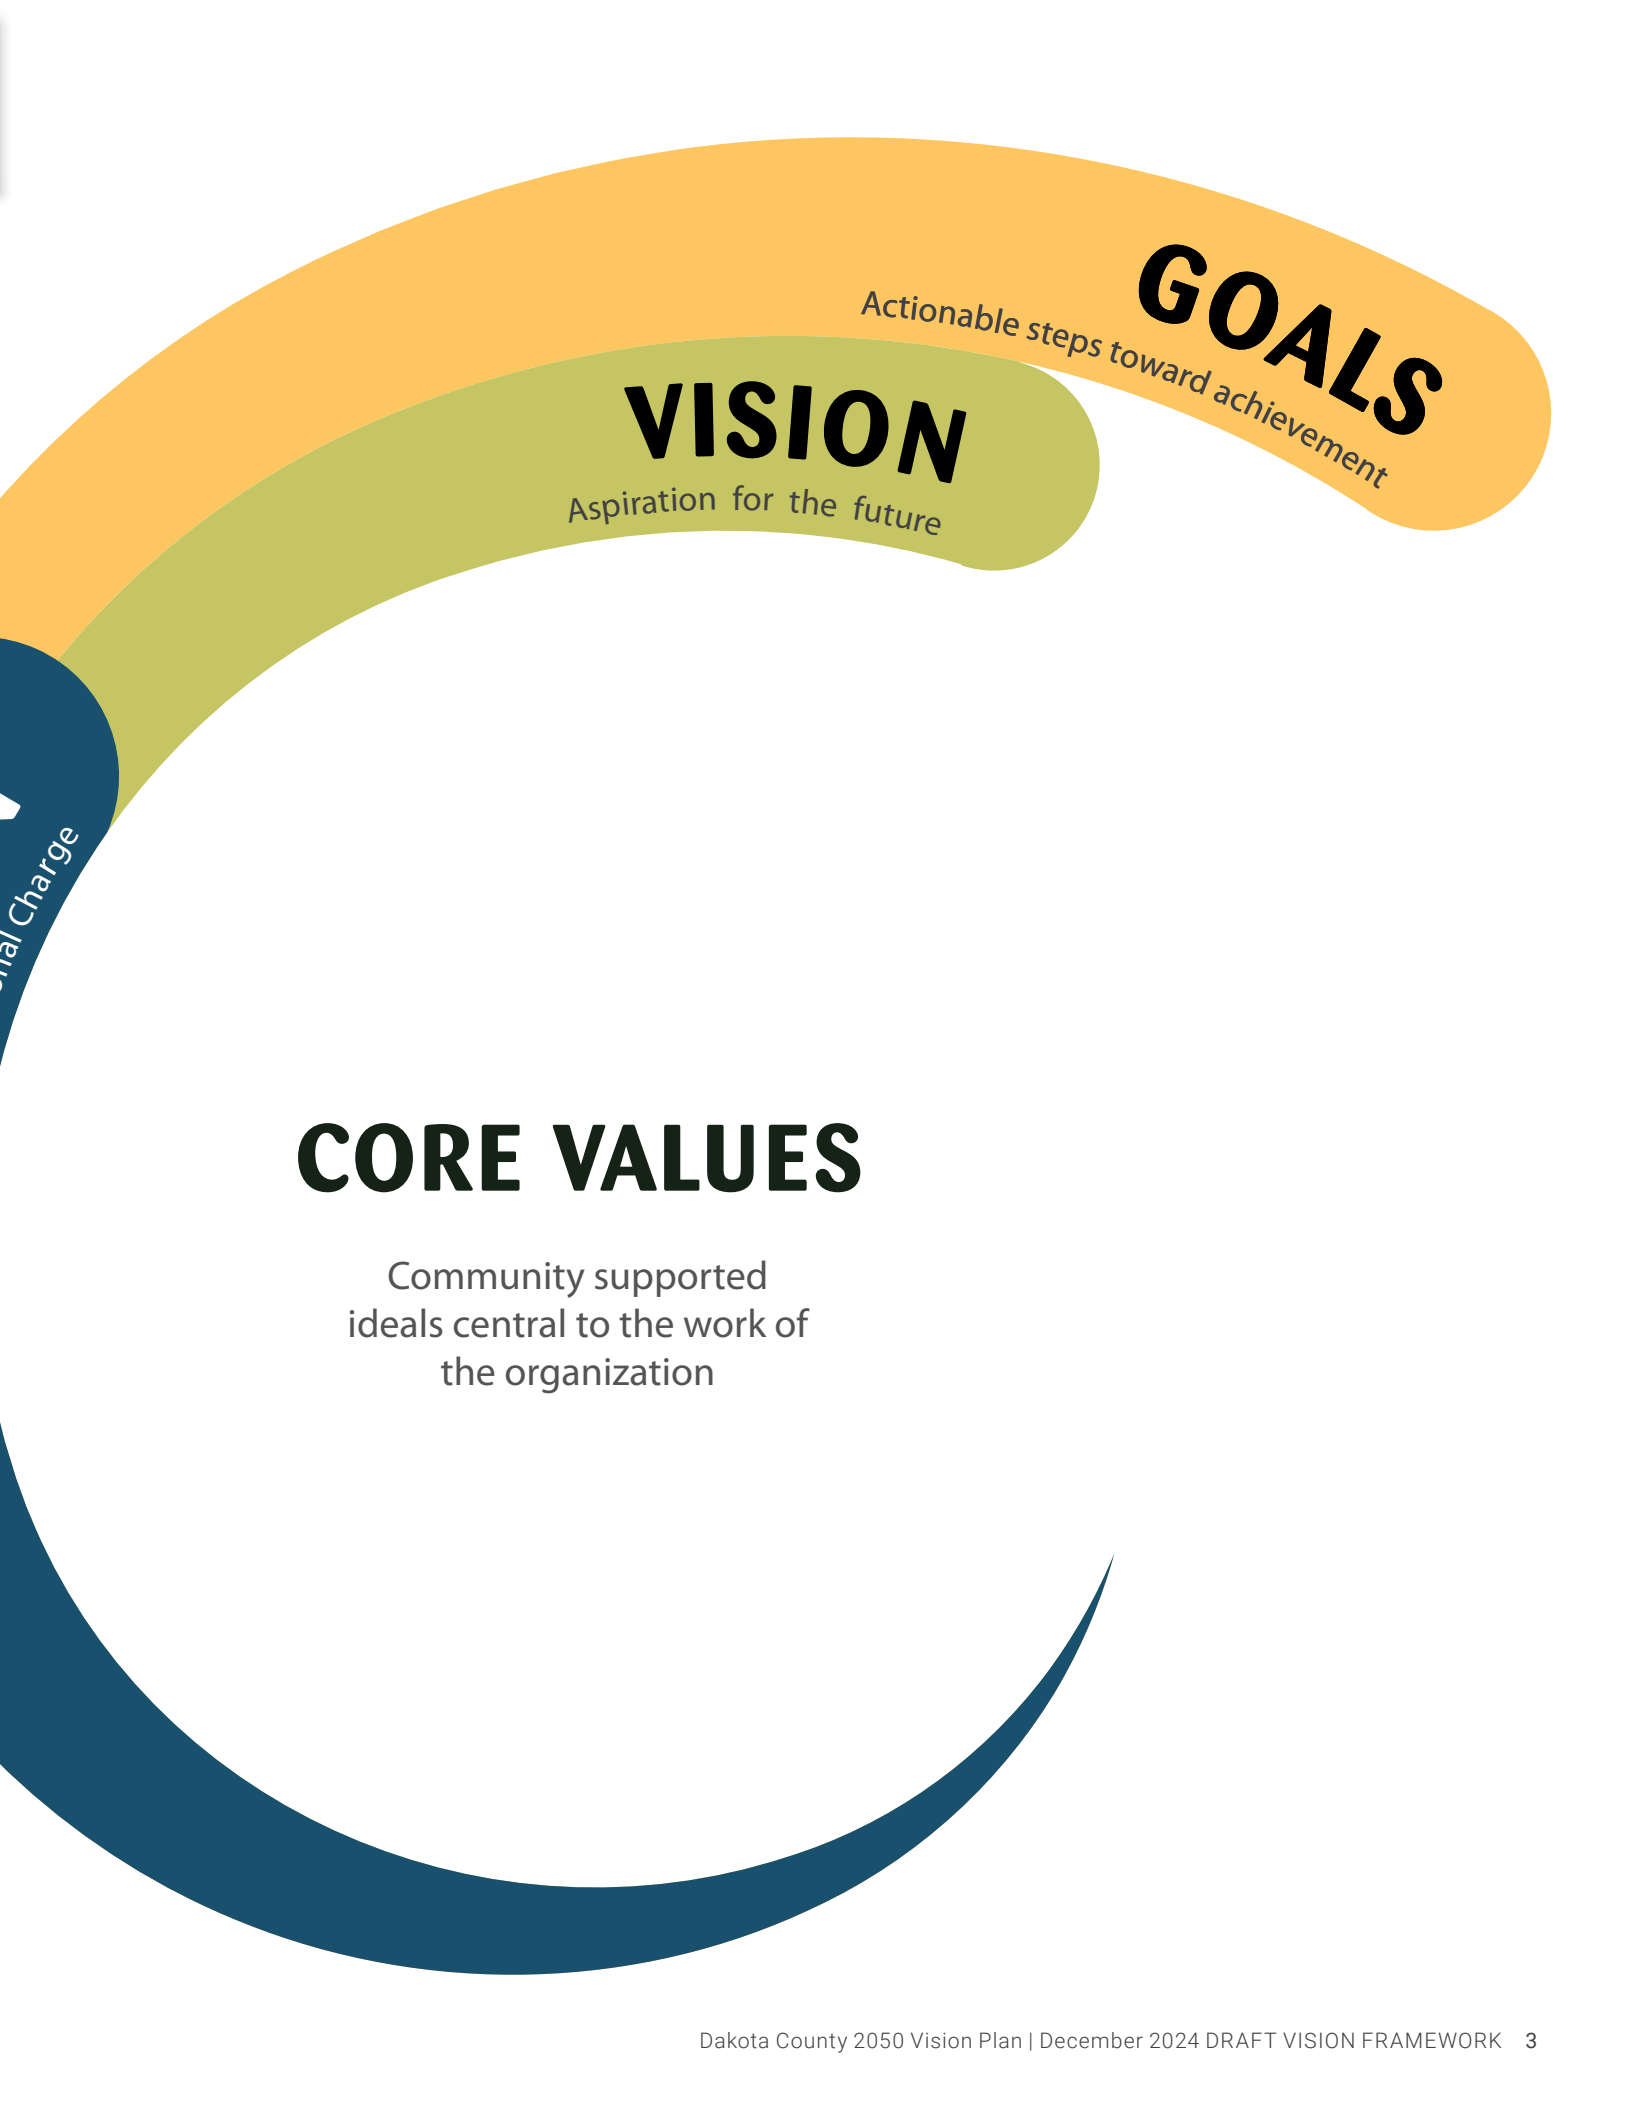 GOALS
Actionable steps toward achievement
VISION
Aspiration for the future
Charge
CORE VALUES
Community supported
ideals central to the work of
the organization
Dakota County 2050 Vision Plan | December 2024 DRAFT VISION FRAMEWORK 3